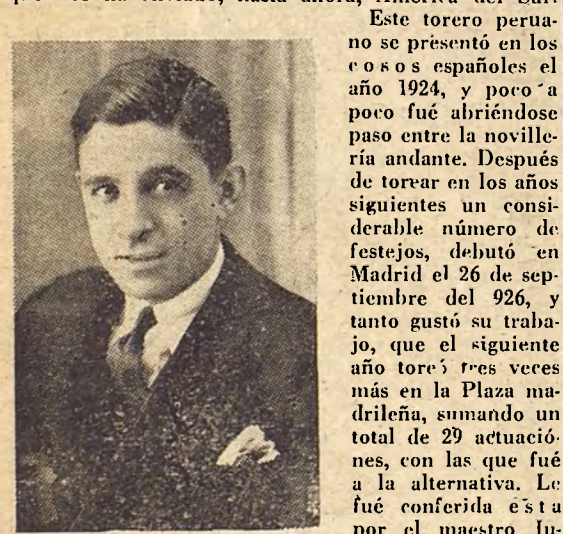 Este torero perua-
no se presentó en los
cosos españoles el
año 1924, y poco a
poco fué abriéndose
paso entre la noville-
ría andante. Después
de torear en los años
siguientes un consi-
derable número de
festejos, debutó en
Madrid el 26 de sep-
tiembre del 926, y
tanto gustó su traba-
jo, que el siguiente
año toreó tres veces
más en la Plaza ma-
drileña, sumando un
total de 29 actuacio-
nes, con las que fué
a la alternativa. Le
fué conferida esta
por el maestro